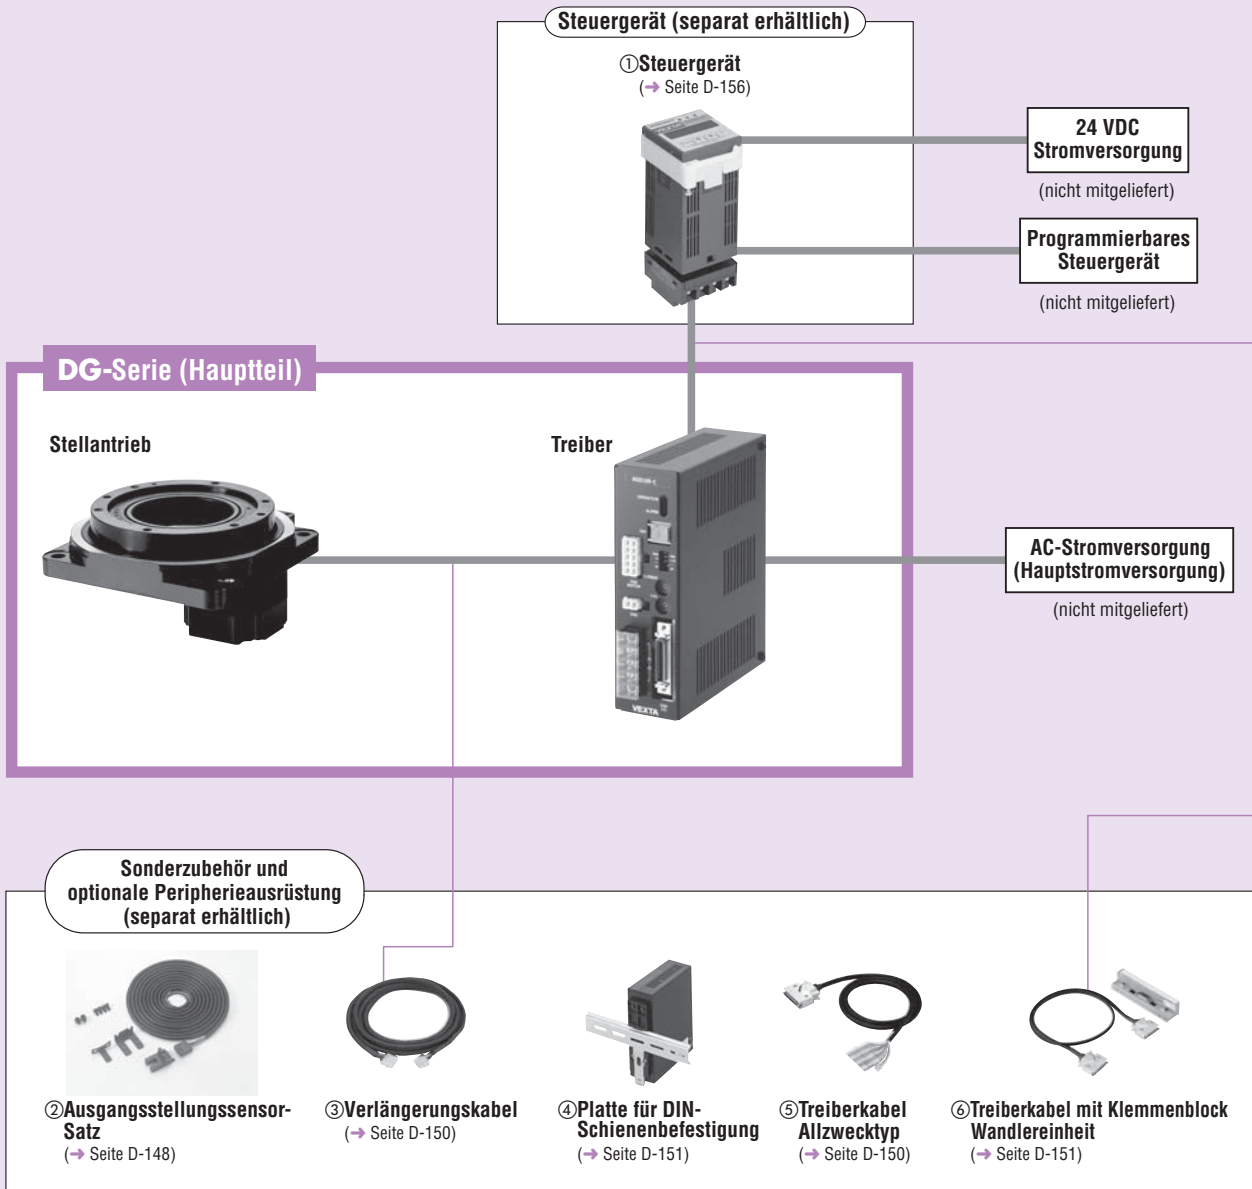 Steuergerät (separat erhältlich)
①Steuergerät
(➜ Seite D-156)
24 VDC
Stromversorgung
(nicht mitgeliefert)
Programmierbares
Steuergerät
(nicht mitgeliefert)
DG-Serie (Hauptteil)
Stellantrieb
Treiber
VEXTA
AC-Stromversorgung
(Hauptstromversorgung)
(nicht mitgeliefert)
Sonderzubehör und
optionale Peripherieausrüstung
(separat erhältlich)
②Ausgangsstellungssensor-
Satz
(➜ Seite D-148)
③Verlängerungskabel
(➜ Seite D-150)
④Platte für DIN-
Schienenbefestigung
(➜ Seite D-151)
⑤Treiberkabel
Allzwecktyp
(➜ Seite D-150)
⑥Treiberkabel mit Klemmenblock
Wandlereinheit
(➜ Seite D-151)